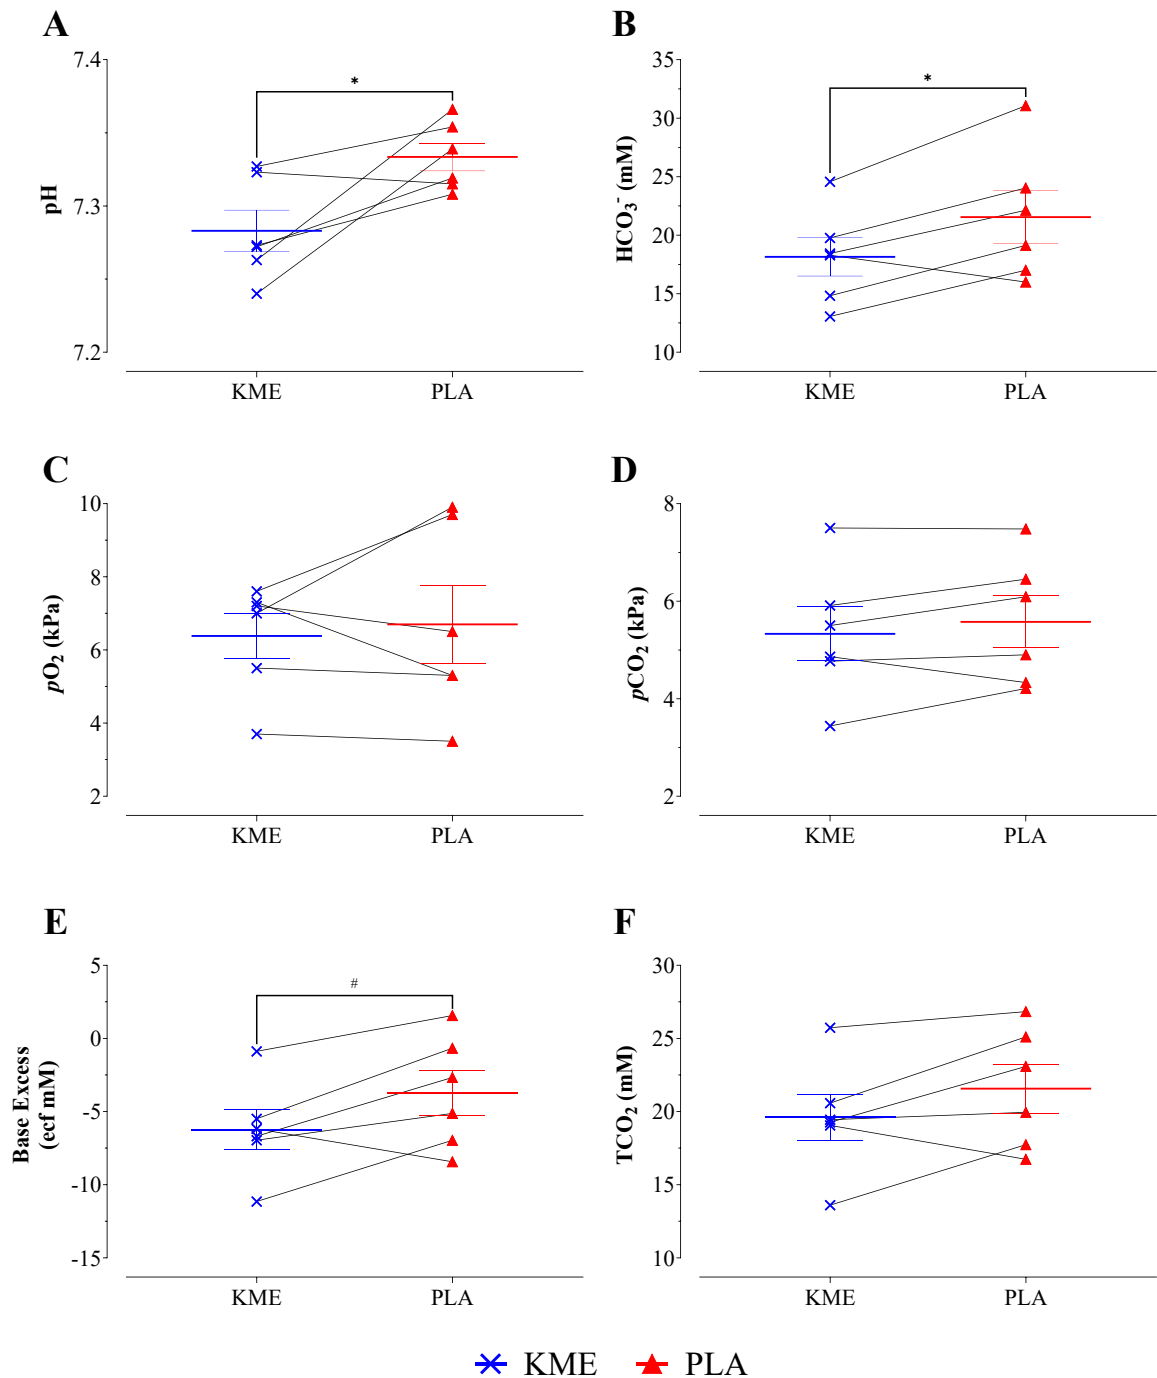 A
7.4
7.3
7.2
pH
*
KME
PLA
B
35
30
25
20
15
10
HCO₃⁻ (mM)
*
KME
PLA
C
10
8
6
4
2
pO₂ (kPa)
KME
PLA
D
8
6
4
2
pCO₂ (kPa)
KME
PLA
E
5
0
-5
-10
-15
Base Excess
(ecf mM)
#
KME
PLA
F
30
25
20
15
10
TCO₂ (mM)
KME
PLA
KME PLA